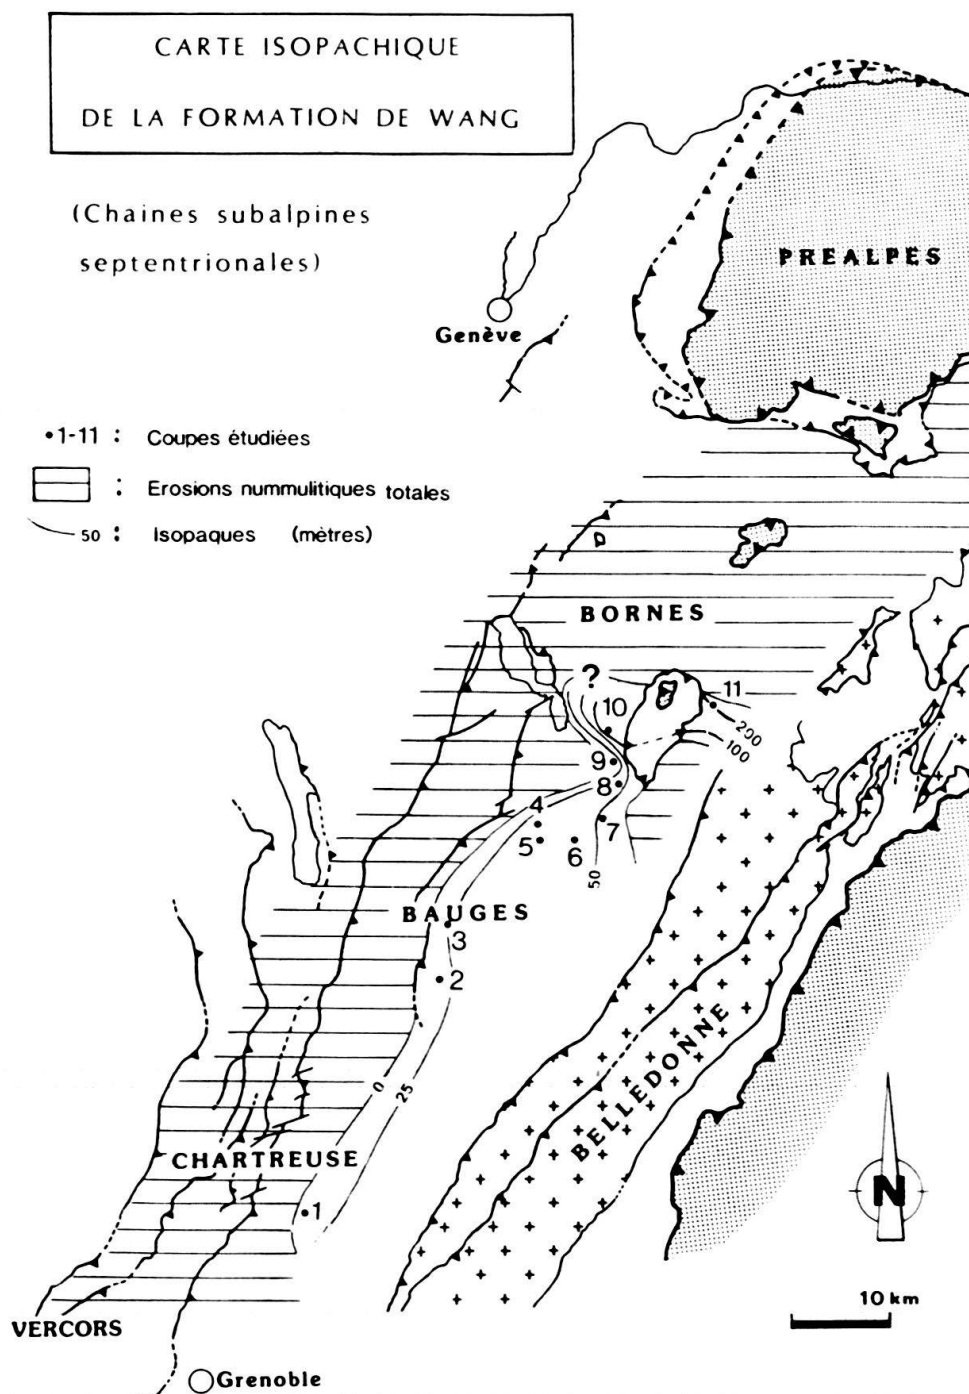 CARTE ISOPACHIQUE
DE LA FORMATION DE WANG
(Chaines subalpines
septentrionales)
PREALPES
Genève
•1-11 : Coupes étudiées
: Erosions nummulitiques totales
50 : Isopaques (mètres)
BORNES
?
10
11
200
100
9
8
4
7
5
6
50
BAUGES
3
2
0
25
BELLEDONNE
CHARTREUSE
1
N
10 km
VERCORS
Grenoble